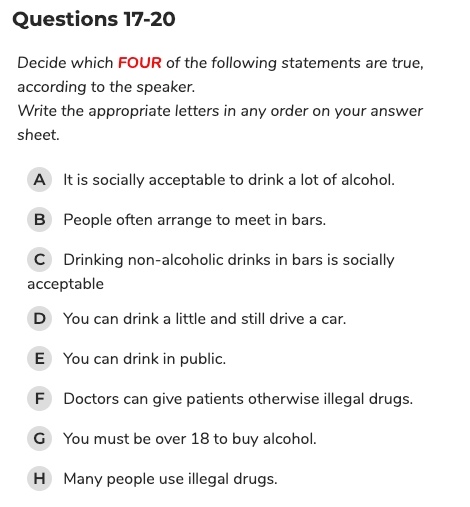 Questions 17-20
Decide which FOUR of the following statements are true,
according to the speaker.
Write the appropriate letters in any order on your answer
sheet.
A It is socially acceptable to drink a lot of alcohol.
B People often arrange to meet in bars.
C Drinking non-alcoholic drinks in bars is socially
acceptable
D You can drink a little and still drive a car.
E You can drink in public.
F Doctors can give patients otherwise illegal drugs.
G You must be over 18 to buy alcohol.
H Many people use illegal drugs.